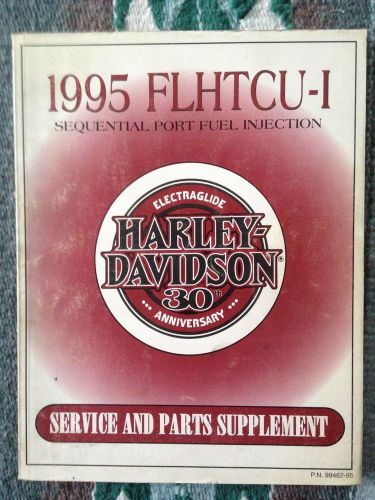 1995 FLHTCU-I
SEQUENTIAL PORT FUEL INJECTION
ELECTRAGLIDE
HARLEY-
DAVIDSON®
30th
••• ANNIVERSARY •••
SERVICE AND PARTS SUPPLEMENT
P.N. 99462-95